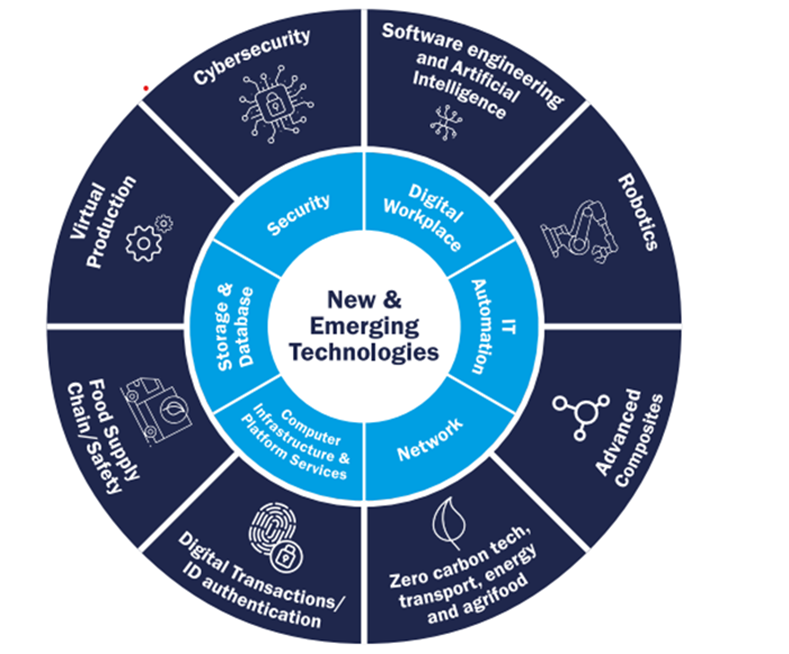 New &
Emerging
Technologies
Digital
Workplace
IT
Automation
Network
Computer
Infrastructure &
Platform Services
Storage &
Database
Security
Software engineering
and Artificial
Intelligence
Robotics
Advanced
Composites
Zero carbon tech,
transport, energy
and agrifood
Digital Transactions/
ID authentication
Food Supply
Chain/Safety
Virtual
Production
Cybersecurity